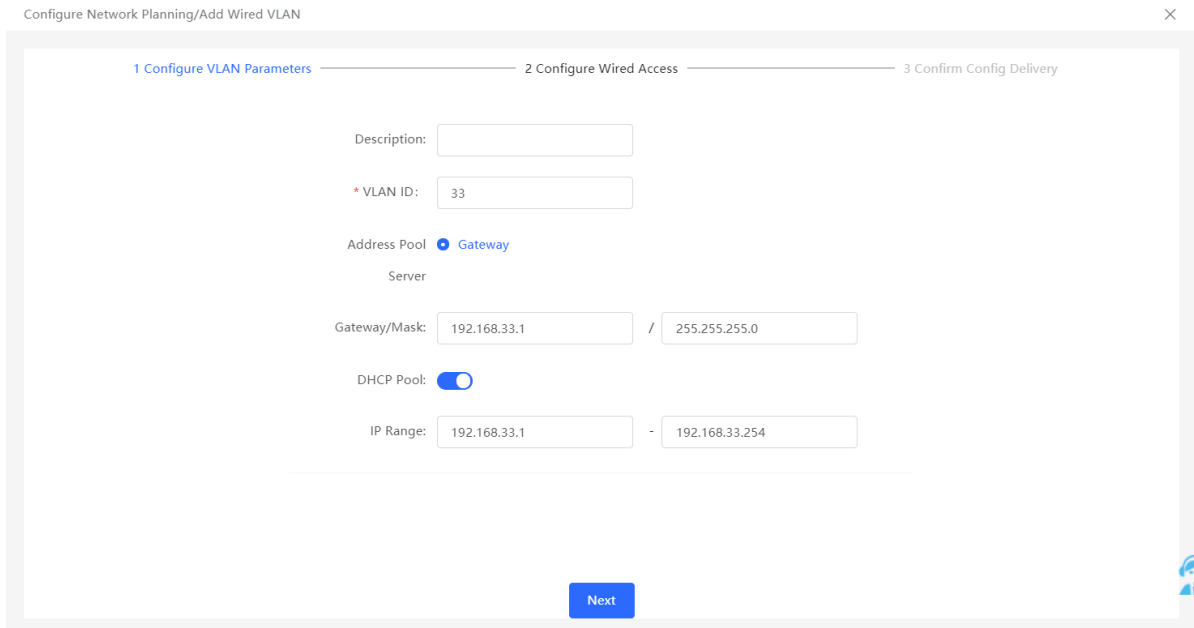 Configure Network Planning/Add Wired VLAN
1 Configure VLAN Parameters 2 Configure Wired Access 3 Confirm Config Delivery
Description:
* VLAN ID: 33
Address Pool Gateway
Server
Gateway/Mask: 192.168.33.1 / 255.255.255.0
DHCP Pool:
IP Range: 192.168.33.1 - 192.168.33.254
Next